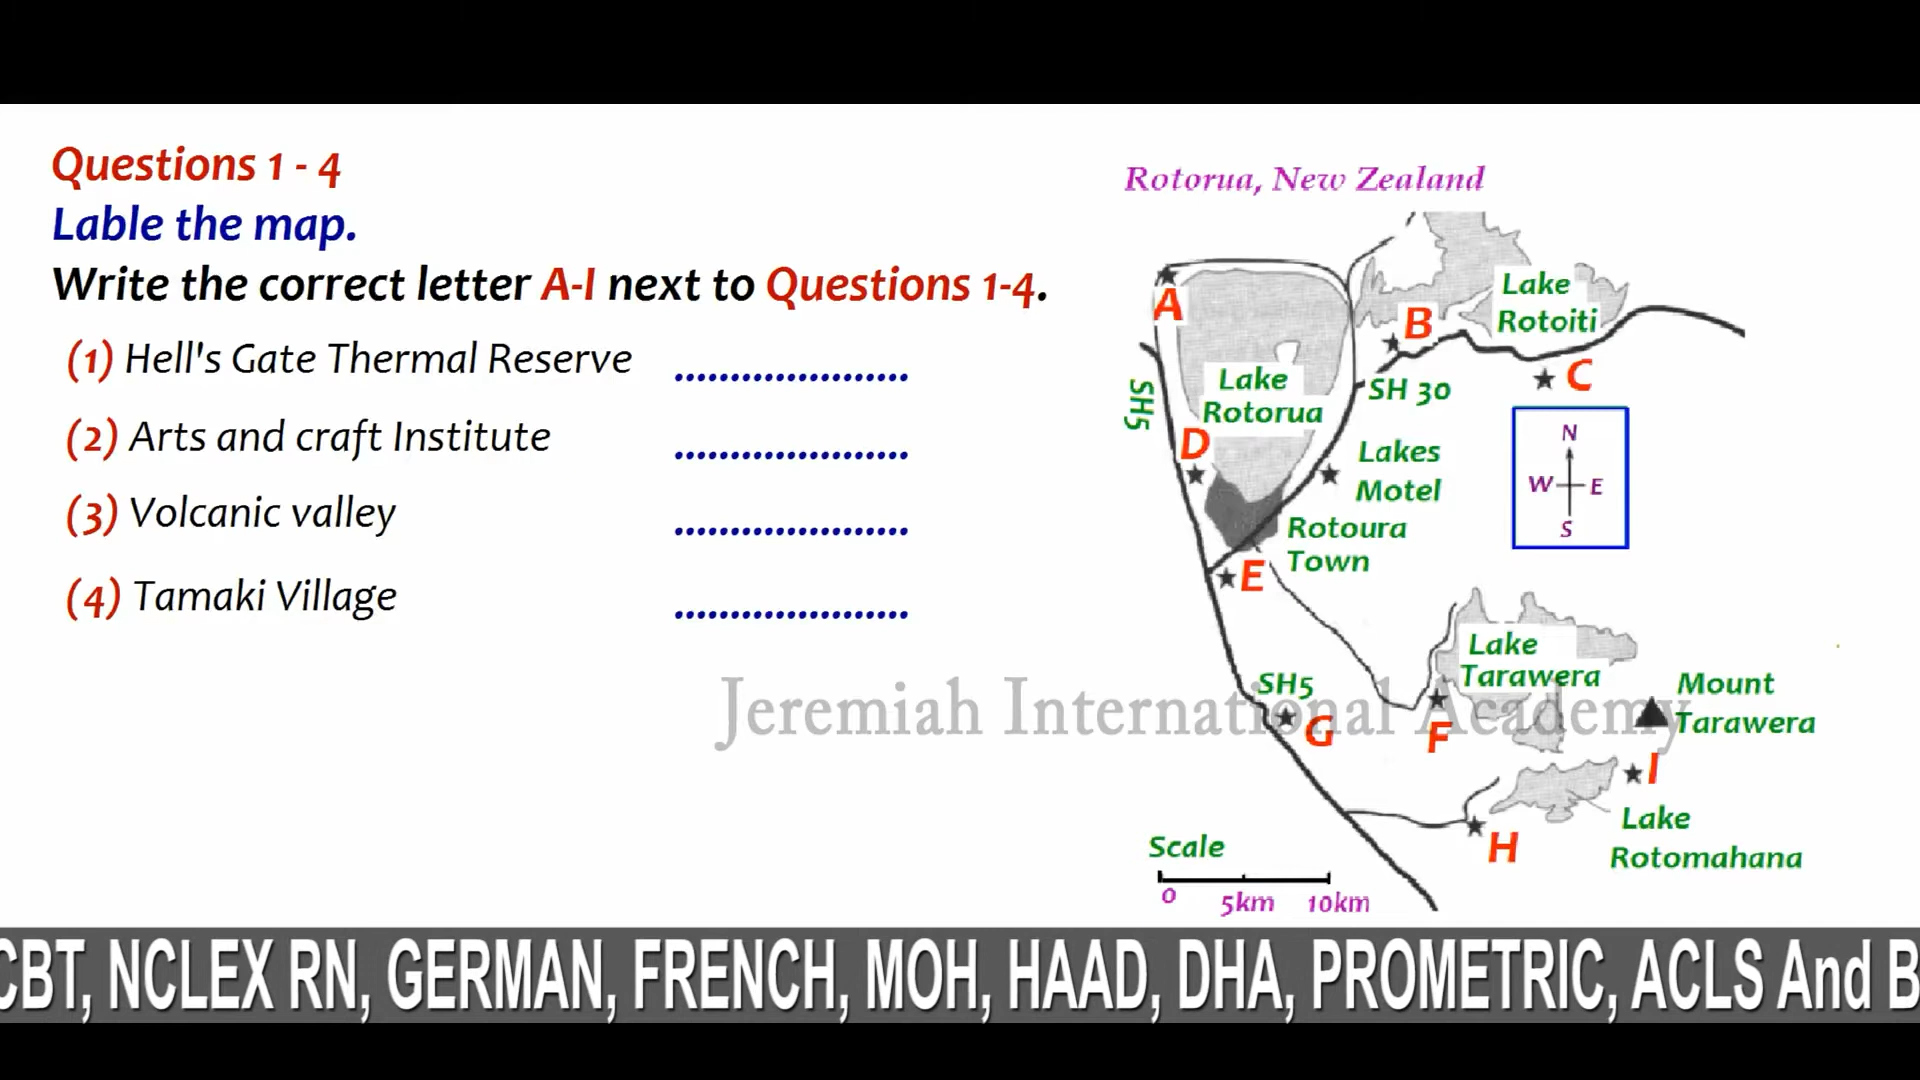 Questions 1 - 4
Lable the map.
Write the correct letter A-I next to Questions 1-4.
(1) Hell's Gate Thermal Reserve ......................
(2) Arts and craft Institute ......................
(3) Volcanic valley ......................
(4) Tamaki Village ......................
Rotorua, New Zealand
Lake
Rotoiti
A
B
C
SH5
Lake
Rotorua
SH 30
D
Lakes
Motel
N
W E
S
Rotoura
Town
E
Lake
Tarawera
SH5
G
F
Mount
Tarawera
I
Lake
Rotomahana
H
Scale
0 5km 10km
Jeremiah International Academy
CBT, NCLEX RN, GERMAN, FRENCH, MOH, HAAD, DHA, PROMETRIC, ACLS And B